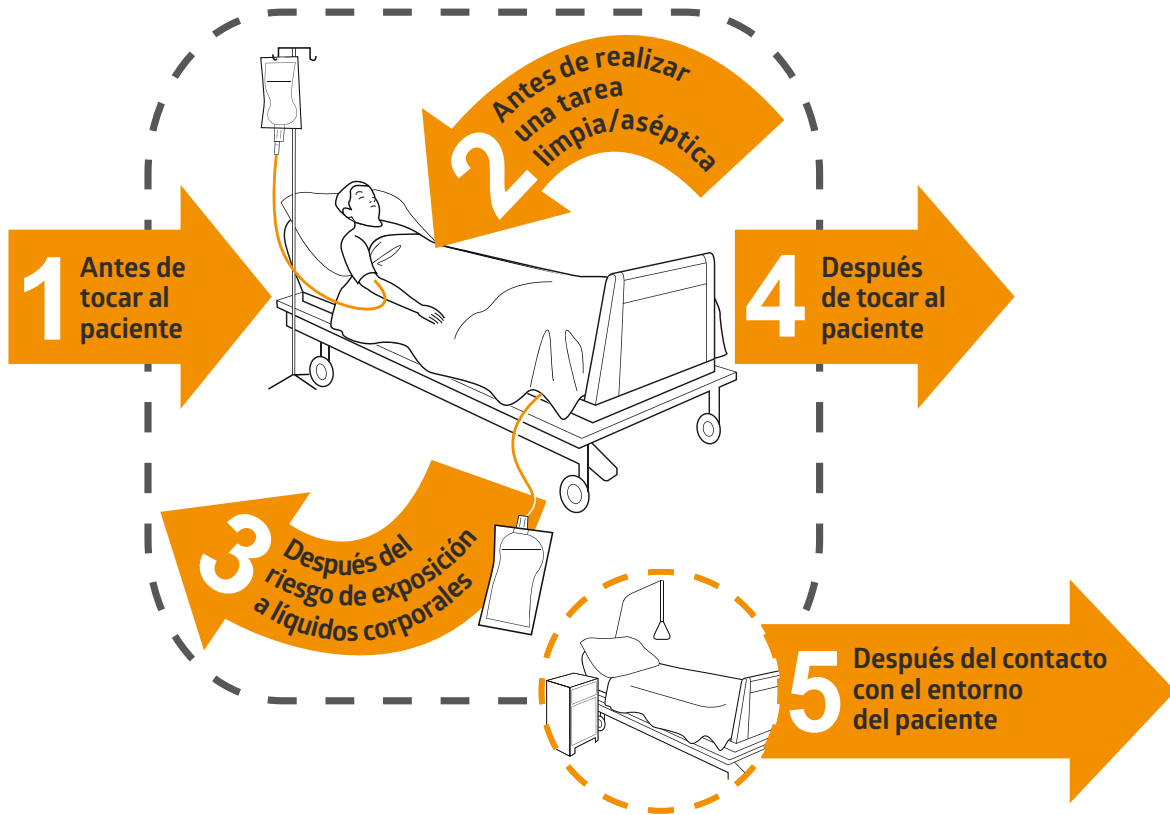 1
Antes de
tocar al
paciente
2
Antes de realizar
una tarea
limpia/aséptica
3
Después del
riesgo de exposición
a líquidos corporales
4
Después
de tocar al
paciente
5
Después del contacto
con el entorno
del paciente